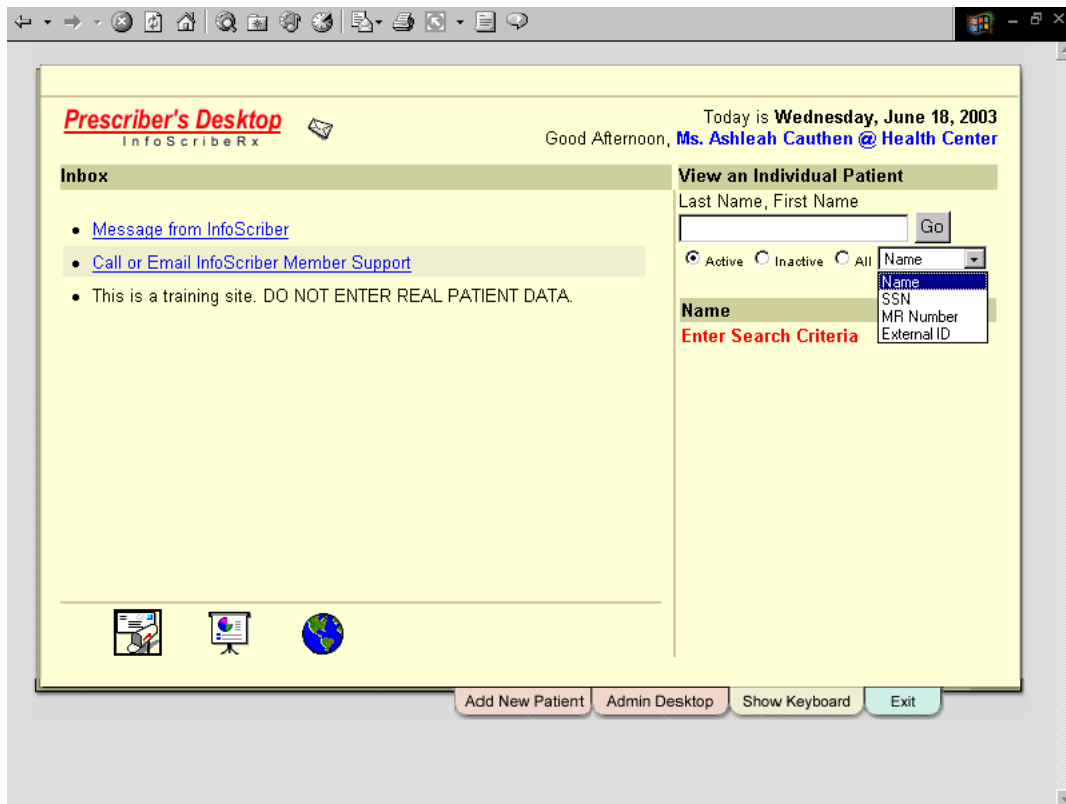 Prescriber's Desktop
InfoScribeRx
Today is Wednesday, June 18, 2003
Good Afternoon, Ms. Ashleah Cauthen @ Health Center
Inbox
Message from InfoScriber
Call or Email InfoScriber Member Support
This is a training site. DO NOT ENTER REAL PATIENT DATA.
View an Individual Patient
Last Name, First Name
Go
Active Inactive All Name
Name
SSN
MR Number
External ID
Name
Enter Search Criteria
Add New Patient Admin Desktop Show Keyboard Exit